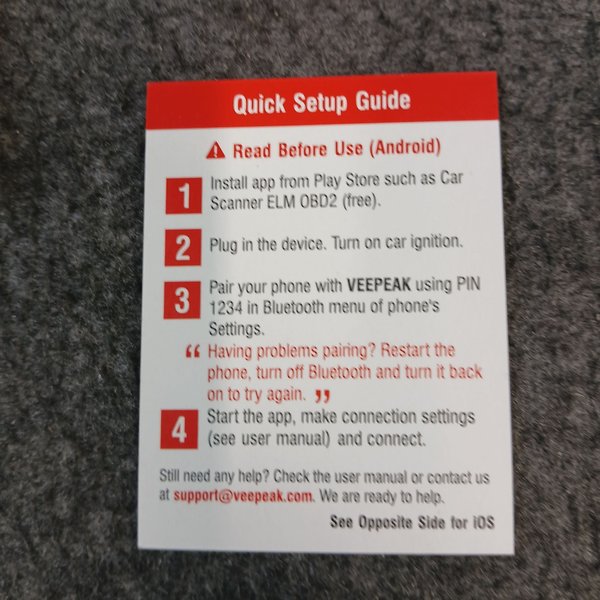 Quick Setup Guide
Read Before Use (Android)
1 Install app from Play Store such as Car
Scanner ELM OBD2 (free).
2 Plug in the device. Turn on car ignition.
3 Pair your phone with VEEPEAK using PIN
1234 in Bluetooth menu of phone's
Settings.
“ Having problems pairing? Restart the
phone, turn off Bluetooth and turn it back
on to try again. ”
4 Start the app, make connection settings
(see user manual) and connect.
Still need any help? Check the user manual or contact us
at support@veepeak.com. We are ready to help.
See Opposite Side for iOS